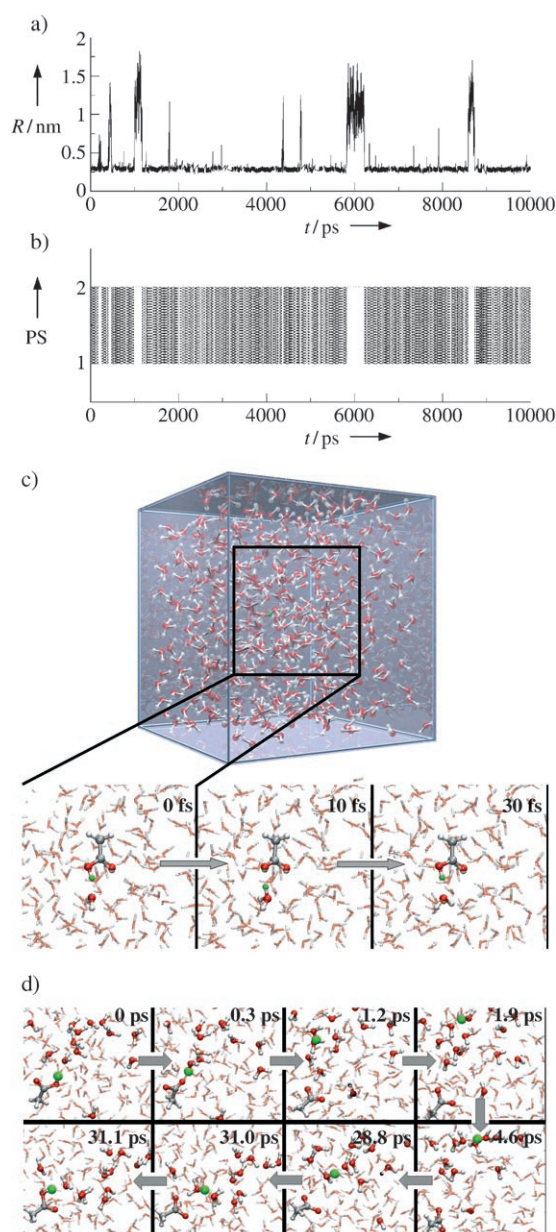 a)
2
1.5
R/nm
1
0.5
0
0 2000 4000 6000 8000 10000
t/ps
b)
2
PS
1
0 2000 4000 6000 8000 10000
t/ps
c)
0 fs 10 fs 30 fs
d)
0 ps 0.3 ps 1.2 ps 1.9 ps
31.1 ps 31.0 ps 28.8 ps 4.6 ps